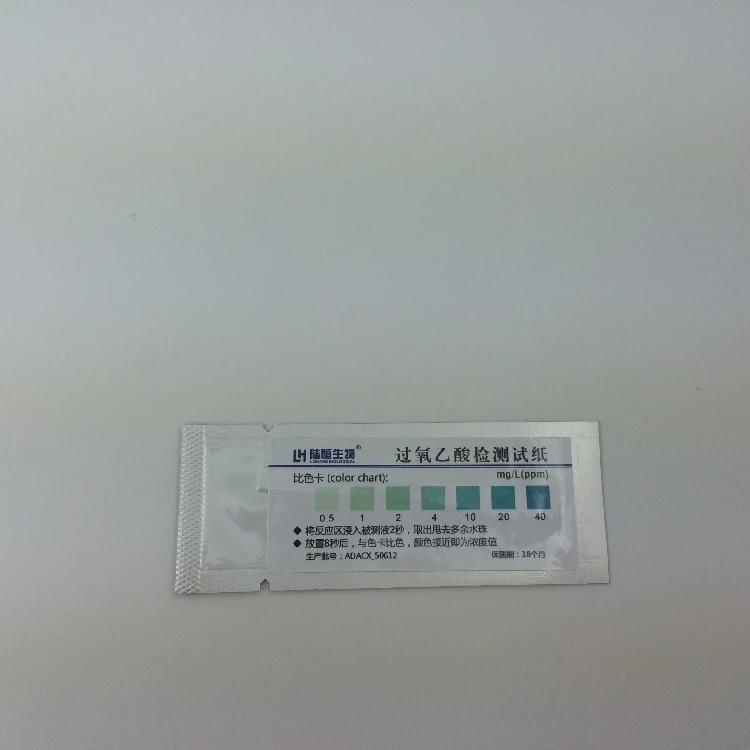 LH 陆恒生物®
LOHAND BIOLOGICAL
过氧乙酸检测试纸
比色卡 (color chart):
mg/L(ppm)
0.5 1 2 4 10 20 40
◆ 将反应区浸入被测液2秒，取出甩去多余水珠
◆ 放置8秒后，与色卡比色，颜色接近即为浓度值
生产批号：ADACX_50612 保质期：18个月